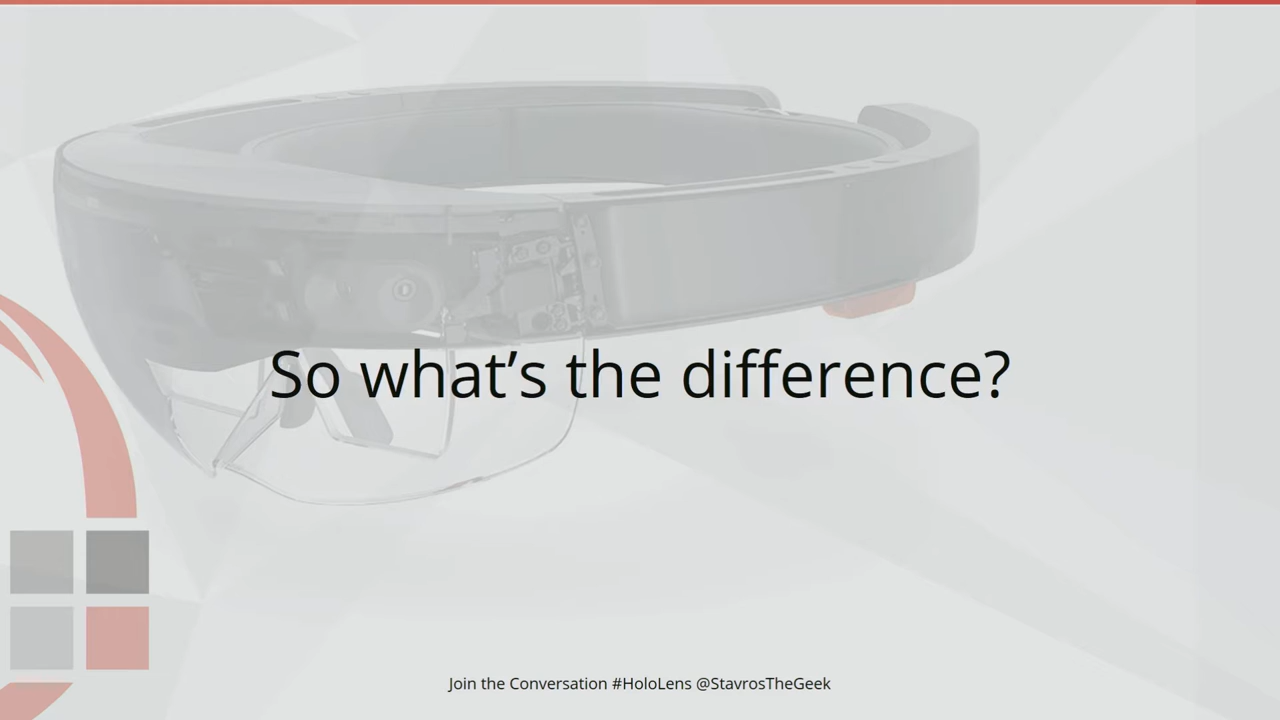 So what’s the difference?
Join the Conversation #HoloLens @StavrosTheGeek